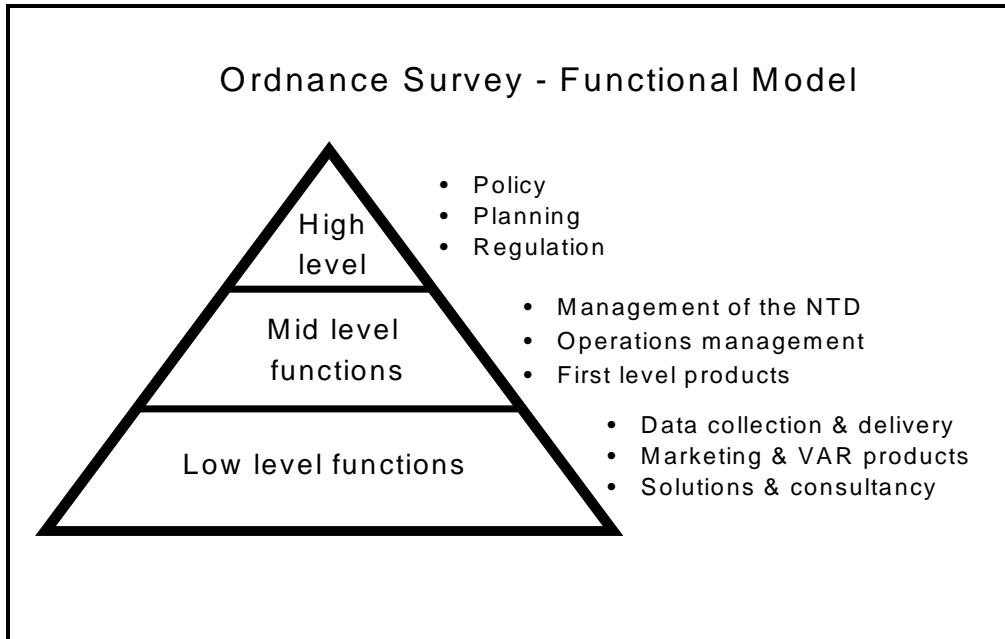 Ordnance Survey - Functional Model
High
level
• Policy
• Planning
• Regulation
Mid level
functions
• Management of the NTD
• Operations management
• First level products
Low level functions
• Data collection & delivery
• Marketing & VAR products
• Solutions & consultancy